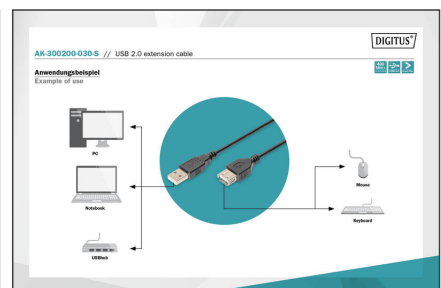 DIGITUS®
AK-300200-030-S // USB 2.0 extension cable
Anwendungsbeispiel
Example of use
PC
Notebook
USBhub
Mouse
Keyboard